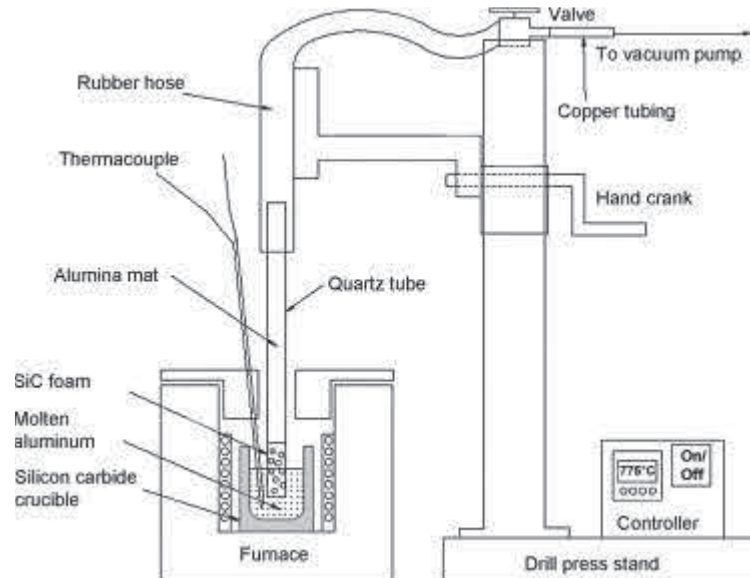 Valve
To vacuum pump
Rubber hose
Copper tubing
Thermacouple
Hand crank
Alumina mat
Quartz tube
SiC foam
Molten
aluminum
Silicon carbide
crucible
On/
Off
776°C
Controller
Furnace
Drill press stand